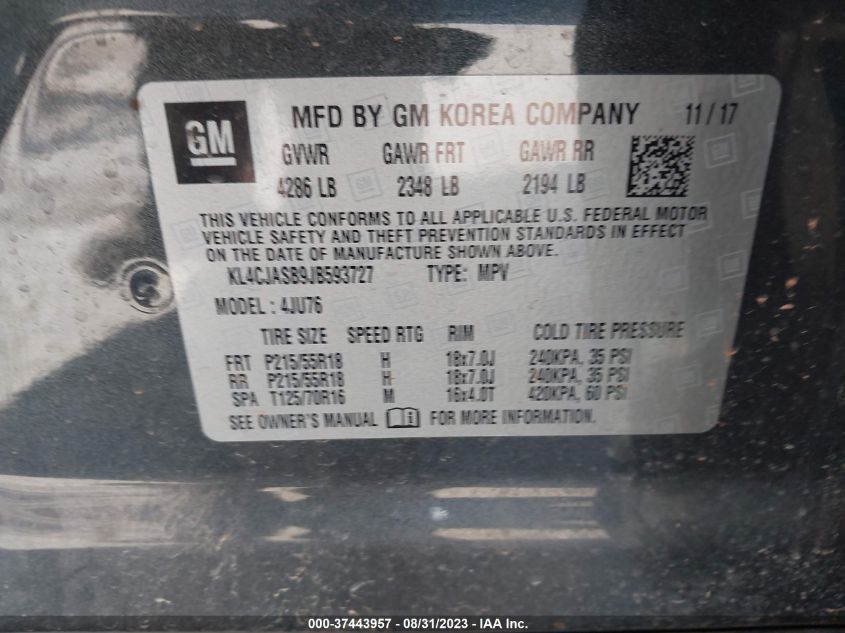 GM
MFD BY GM KOREA COMPANY 11/17
GVWR GAWR FRT GAWR RR
4286 LB 2348 LB 2194 LB
THIS VEHICLE CONFORMS TO ALL APPLICABLE U.S. FEDERAL MOTOR
VEHICLE SAFETY AND THEFT PREVENTION STANDARDS IN EFFECT
ON THE DATE OF MANUFACTURE SHOWN ABOVE.
KL4CJASB9JB593727 TYPE: MPV
MODEL : 4JU76
TIRE SIZE SPEED RTG RIM COLD TIRE PRESSURE
FRT P215/55R18 H 18x7.0J 240KPA, 35 PSI
RR P215/55R18 H 18x7.0J 240KPA, 35 PSI
SPA T125/70R16 M 16x4.0T 420KPA, 60 PSI
SEE OWNER'S MANUAL FOR MORE INFORMATION.
000-37443957 - 08/31/2023 - IAA Inc.